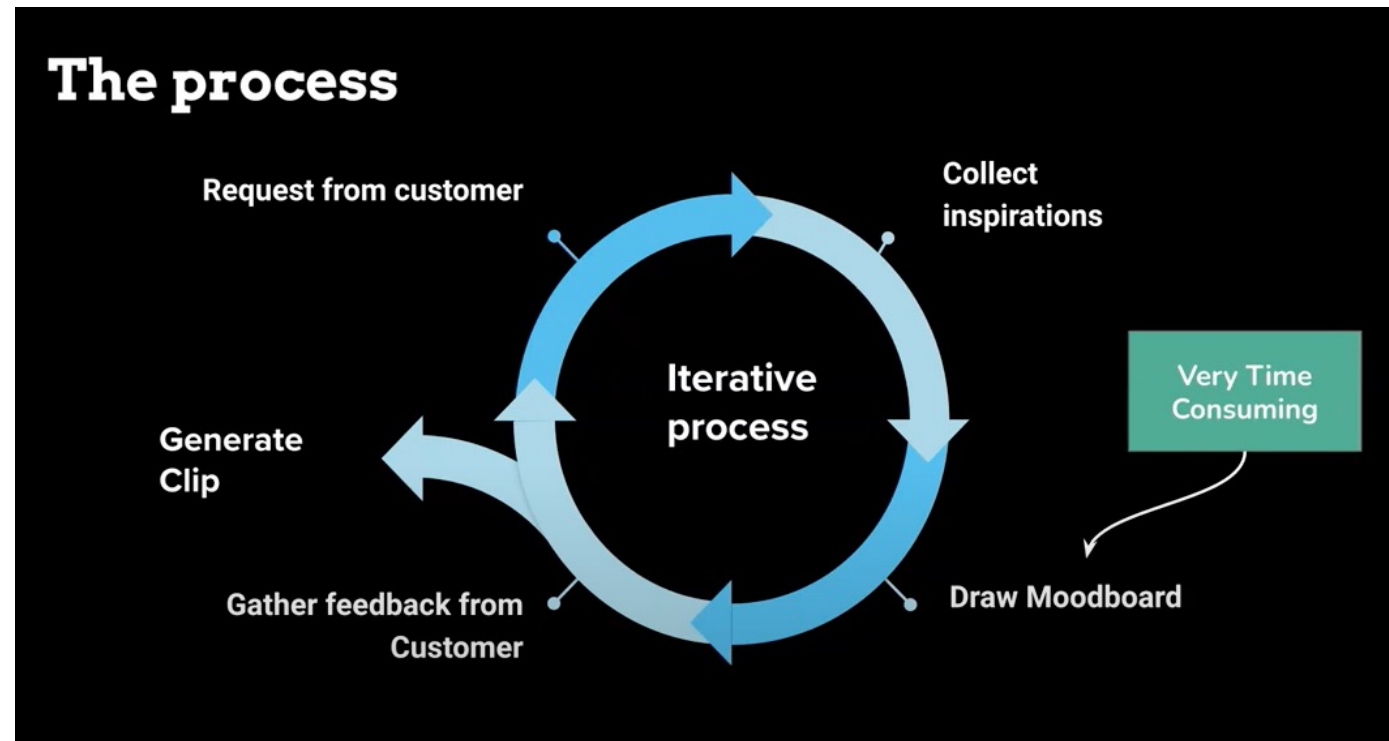 The process
Request from customer
Collect
inspirations
Iterative
process
Very Time
Consuming
Generate
Clip
Draw Moodboard
Gather feedback from
Customer